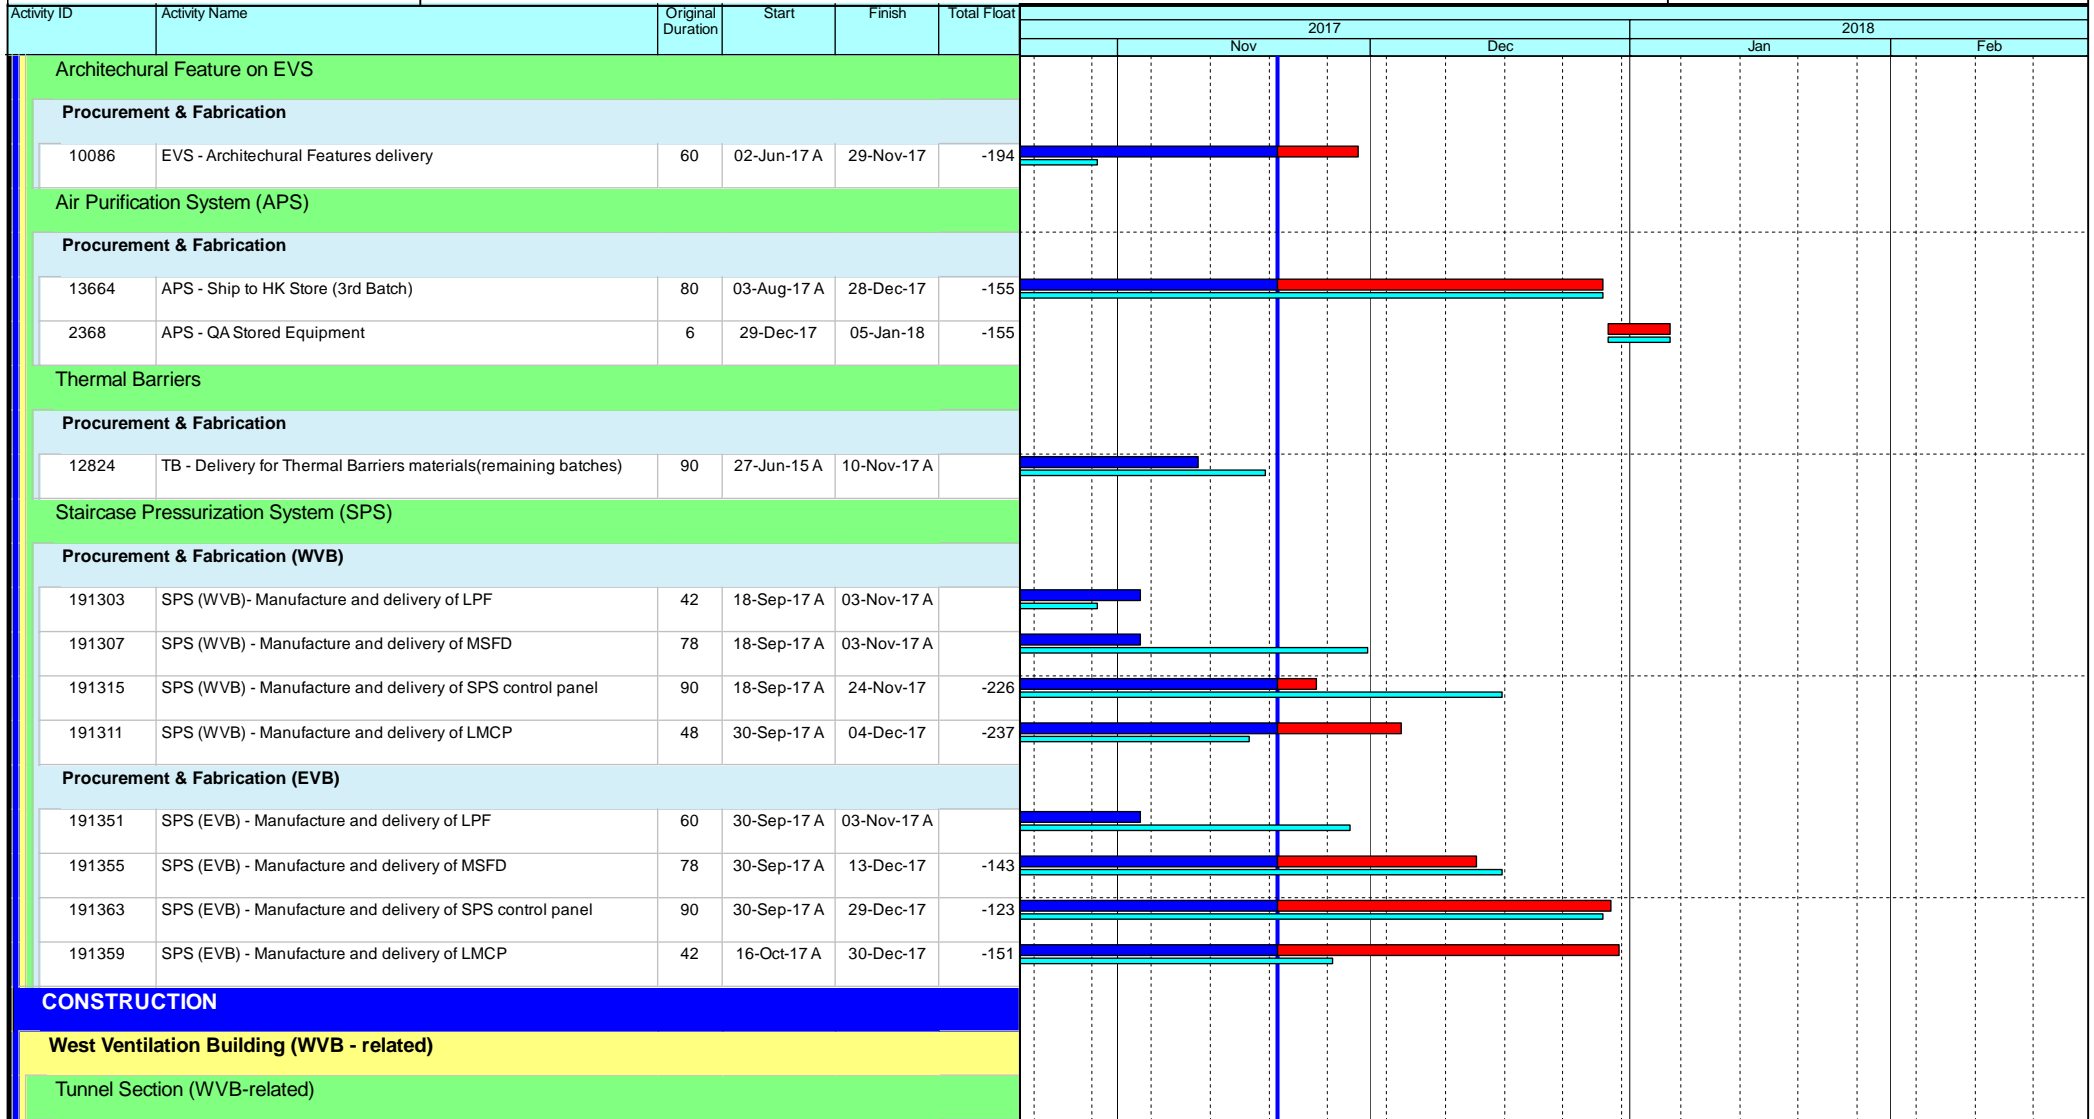 Activity ID Activity Name Original Start Finish Total Float
Duration
2017 2018
Nov Dec Jan Feb
Architechural Feature on EVS
Procurement & Fabrication
10086 EVS - Architechural Features delivery 60 02-Jun-17 A 29-Nov-17 -194
Air Purification System (APS)
Procurement & Fabrication
13664 APS - Ship to HK Store (3rd Batch) 80 03-Aug-17 A 28-Dec-17 -155
2368 APS - QA Stored Equipment 6 29-Dec-17 05-Jan-18 -155
Thermal Barriers
Procurement & Fabrication
12824 TB - Delivery for Thermal Barriers materials(remaining batches) 90 27-Jun-15 A 10-Nov-17 A
Staircase Pressurization System (SPS)
Procurement & Fabrication (WVB)
191303 SPS (WVB)- Manufacture and delivery of LPF 42 18-Sep-17 A 03-Nov-17 A
191307 SPS (WVB) - Manufacture and delivery of MSFD 78 18-Sep-17 A 03-Nov-17 A
191315 SPS (WVB) - Manufacture and delivery of SPS control panel 90 18-Sep-17 A 24-Nov-17 -226
191311 SPS (WVB) - Manufacture and delivery of LMCP 48 30-Sep-17 A 04-Dec-17 -237
Procurement & Fabrication (EVB)
191351 SPS (EVB) - Manufacture and delivery of LPF 60 30-Sep-17 A 03-Nov-17 A
191355 SPS (EVB) - Manufacture and delivery of MSFD 78 30-Sep-17 A 13-Dec-17 -143
191363 SPS (EVB) - Manufacture and delivery of SPS control panel 90 30-Sep-17 A 29-Dec-17 -123
191359 SPS (EVB) - Manufacture and delivery of LMCP 42 16-Oct-17 A 30-Dec-17 -151
CONSTRUCTION
West Ventilation Building (WVB - related)
Tunnel Section (WVB-related)